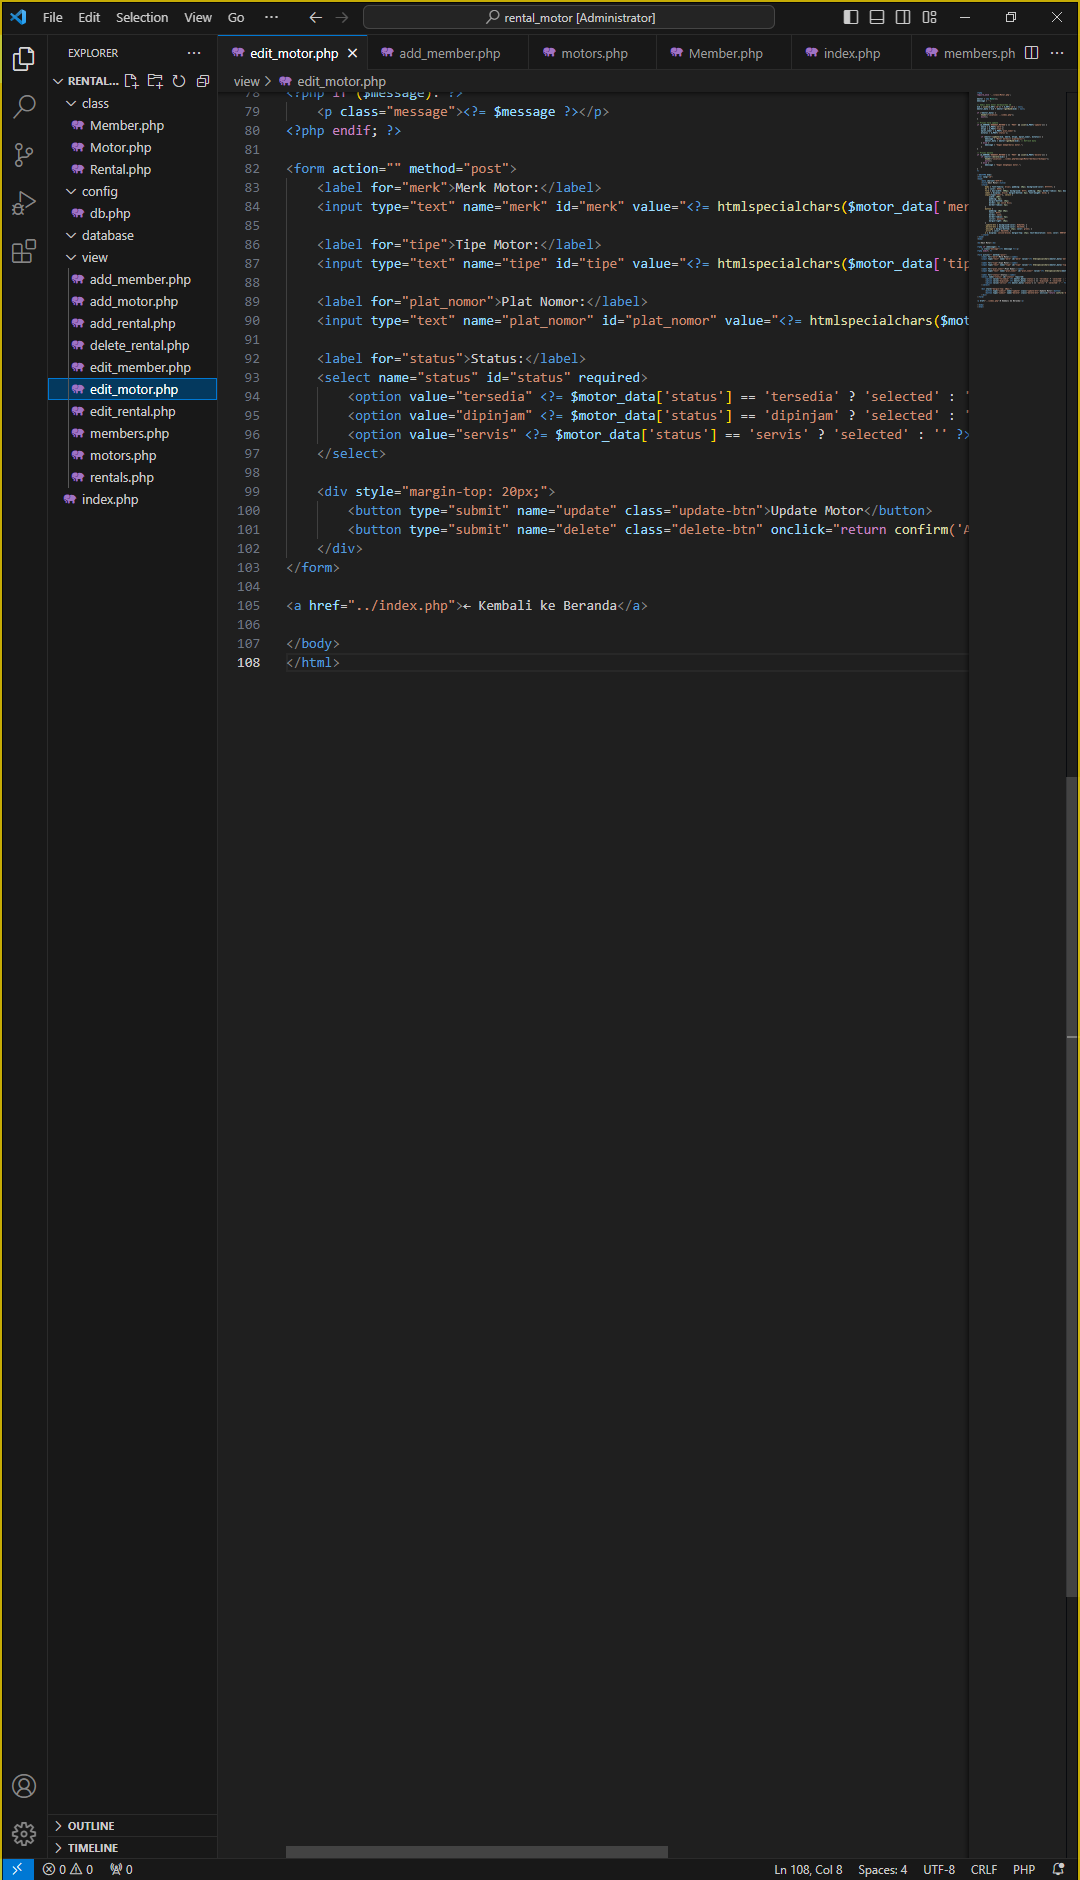 File Edit Selection View Go ··· ← → rental_motor [Administrator]
EXPLORER ···
RENTAL...
class
Member.php
Motor.php
Rental.php
config
db.php
database
view
add_member.php
add_motor.php
add_rental.php
delete_rental.php
edit_member.php
edit_motor.php
edit_rental.php
members.php
motors.php
rentals.php
index.php
OUTLINE
TIMELINE
edit_motor.php add_member.php motors.php Member.php index.php members.ph ···
view > edit_motor.php
78 <?php if ($message): ?>
79 <p class="message"><?= $message ?></p>
80 <?php endif; ?>
81
82 <form action="" method="post">
83 <label for="merk">Merk Motor:</label>
84 <input type="text" name="merk" id="merk" value="<?= htmlspecialchars($motor_data['mer
85
86 <label for="tipe">Tipe Motor:</label>
87 <input type="text" name="tipe" id="tipe" value="<?= htmlspecialchars($motor_data['tip
88
89 <label for="plat_nomor">Plat Nomor:</label>
90 <input type="text" name="plat_nomor" id="plat_nomor" value="<?= htmlspecialchars($mot
91
92 <label for="status">Status:</label>
93 <select name="status" id="status" required>
94 <option value="tersedia" <?= $motor_data['status'] == 'tersedia' ? 'selected' : '
95 <option value="dipinjam" <?= $motor_data['status'] == 'dipinjam' ? 'selected' : '
96 <option value="servis" <?= $motor_data['status'] == 'servis' ? 'selected' : '' ?>
97 </select>
98
99 <div style="margin-top: 20px;">
100 <button type="submit" name="update" class="update-btn">Update Motor</button>
101 <button type="submit" name="delete" class="delete-btn" onclick="return confirm('A
102 </div>
103 </form>
104
105 <a href="../index.php">← Kembali ke Beranda</a>
106
107 </body>
108 </html>
0 0 0 Ln 108, Col 8 Spaces: 4 UTF-8 CRLF PHP